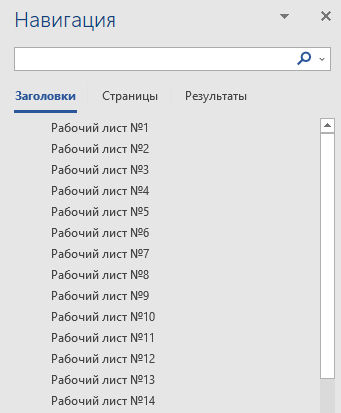 Навигация
Заголовки Страницы Результаты
Рабочий лист №1
Рабочий лист №2
Рабочий лист №3
Рабочий лист №4
Рабочий лист №5
Рабочий лист №6
Рабочий лист №7
Рабочий лист №8
Рабочий лист №9
Рабочий лист №10
Рабочий лист №11
Рабочий лист №12
Рабочий лист №13
Рабочий лист №14